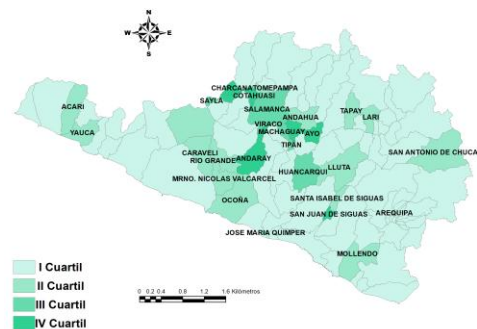 N
W E
S
CHARCANATOMEPAMPA
COTAHUASI
SAYLA
SALAMANCA
ACARI
ANDAHUA
TAPAY
LARI
VIRACO
MACHAGUAY
AYO
YAUCA
TIPAN
CARAVELI
SAN ANTONIO DE CHUCA
RIO GRANDE
ANDARAY
LLUTA
HUANCARQUI
MRNO. NICOLAS VALCARCEL
OCOÑA
SANTA ISABEL DE SIGUAS
SAN JUAN DE SIGUAS
AREQUIPA
JOSE MARIA QUIMPER
MOLLENDO
I Cuartil
II Cuartil
III Cuartil
IV Cuartil
0 0.2 0.4 0.8 1.2 1.6 Kilómetros